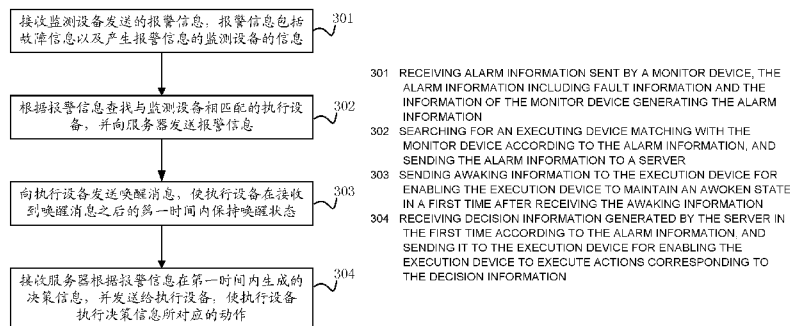 接收监测设备发送的报警信息，报警信息包括
故障信息以及产生报警信息的监测设备的信息
301
根据报警信息查找与监测设备相匹配的执行设
备，并向服务器发送报警信息
302
向执行设备发送唤醒消息，使执行设备在接收
到唤醒消息之后的第一时间内保持唤醒状态
303
接收服务器根据报警信息在第一时间内生成的
决策信息，并发送给执行设备，使执行设备
执行决策信息所对应的动作
304
301 RECEIVING ALARM INFORMATION SENT BY A MONITOR DEVICE, THE
ALARM INFORMATION INCLUDING FAULT INFORMATION AND THE
INFORMATION OF THE MONITOR DEVICE GENERATING THE ALARM
INFORMATION
302 SEARCHING FOR AN EXECUTING DEVICE MATCHING WITH THE
MONITOR DEVICE ACCORDING TO THE ALARM INFORMATION, AND
SENDING THE ALARM INFORMATION TO A SERVER
303 SENDING AWAKING INFORMATION TO THE EXECUTION DEVICE FOR
ENABLING THE EXECUTION DEVICE TO MAINTAIN AN AWOKEN STATE
IN A FIRST TIME AFTER RECEIVING THE AWAKING INFORMATION
304 RECEIVING DECISION INFORMATION GENERATED BY THE SERVER IN
THE FIRST TIME ACCORDING TO THE ALARM INFORMATION, AND
SENDING IT TO THE EXECUTION DEVICE FOR ENABLING THE
EXECUTION DEVICE TO EXECUTE ACTIONS CORRESPONDING TO
THE DECISION INFORMATION